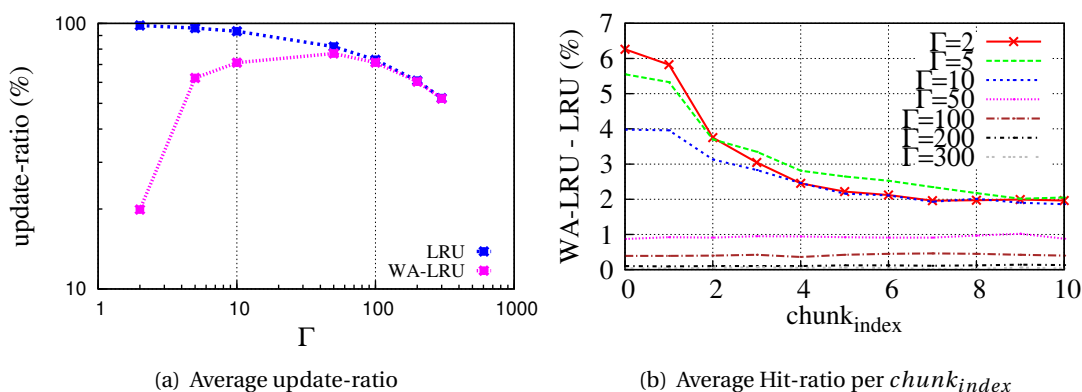 100
10
1
10
100
1000
update-ratio (%)
Γ
LRU
WA-LRU
(a) Average update-ratio
7
6
5
4
3
2
1
0
0
2
4
6
8
10
WA-LRU - LRU (%)
chunk_index
Γ=2
Γ=5
Γ=10
Γ=50
Γ=100
Γ=200
Γ=300
(b) Average Hit-ratio per chunk_index